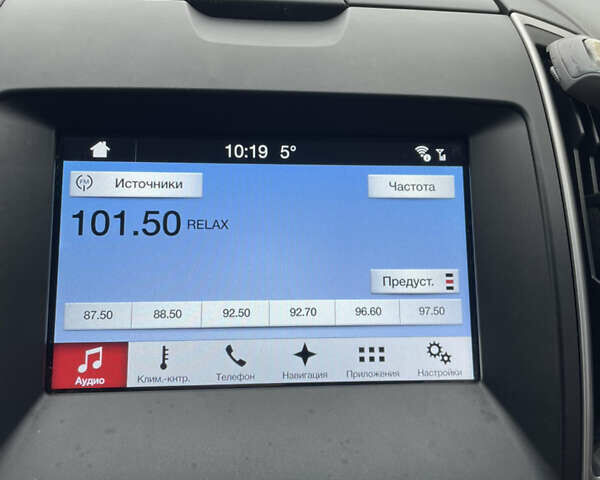 10:19 5°
FM Источники
Частота
101.50 RELAX
Предуст.
87.50 88.50 92.50 92.70 96.60 97.50
Аудио Клим.-кнтр. Телефон Навигация Приложения Настройки